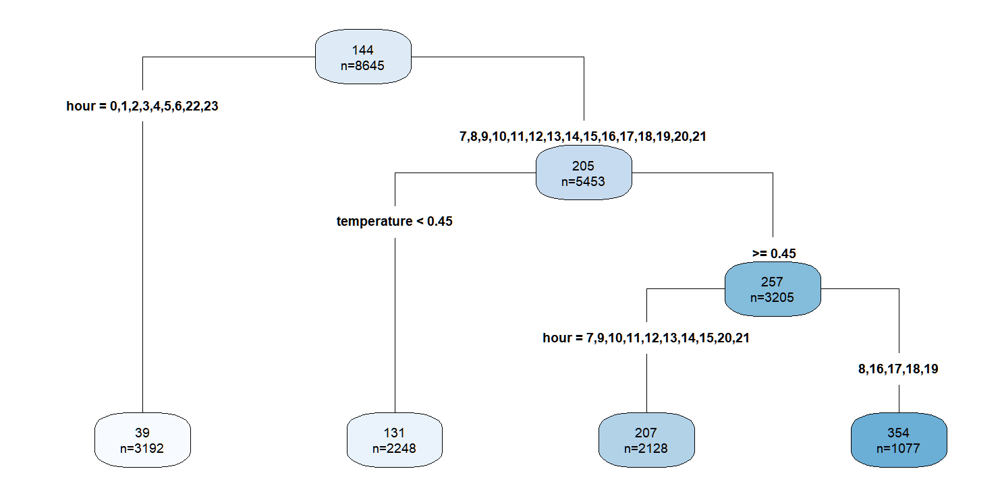 144
n=8645
hour = 0,1,2,3,4,5,6,22,23
7,8,9,10,11,12,13,14,15,16,17,18,19,20,21
205
n=5453
temperature < 0.45
>= 0.45
257
n=3205
hour = 7,9,10,11,12,13,14,15,20,21
8,16,17,18,19
39
n=3192
131
n=2248
207
n=2128
354
n=1077